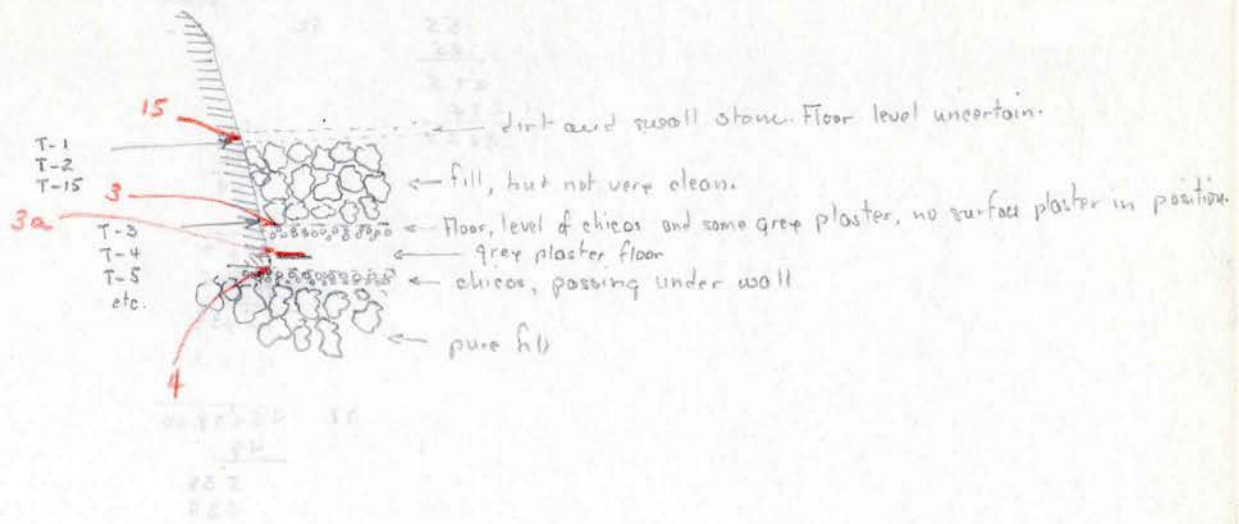 15
dirt and small stone. Floor level uncertain.
T-1
T-2
T-15
fill, but not very clean.
3
Floor, level of chicos and some grey plaster, no surface plaster in position.
3a
T-3
T-4
grey plaster floor
T-5
chicos, passing under wall
etc.
pure fill
4